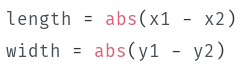 length = abs(x1 - x2)
width = abs(y1 - y2)